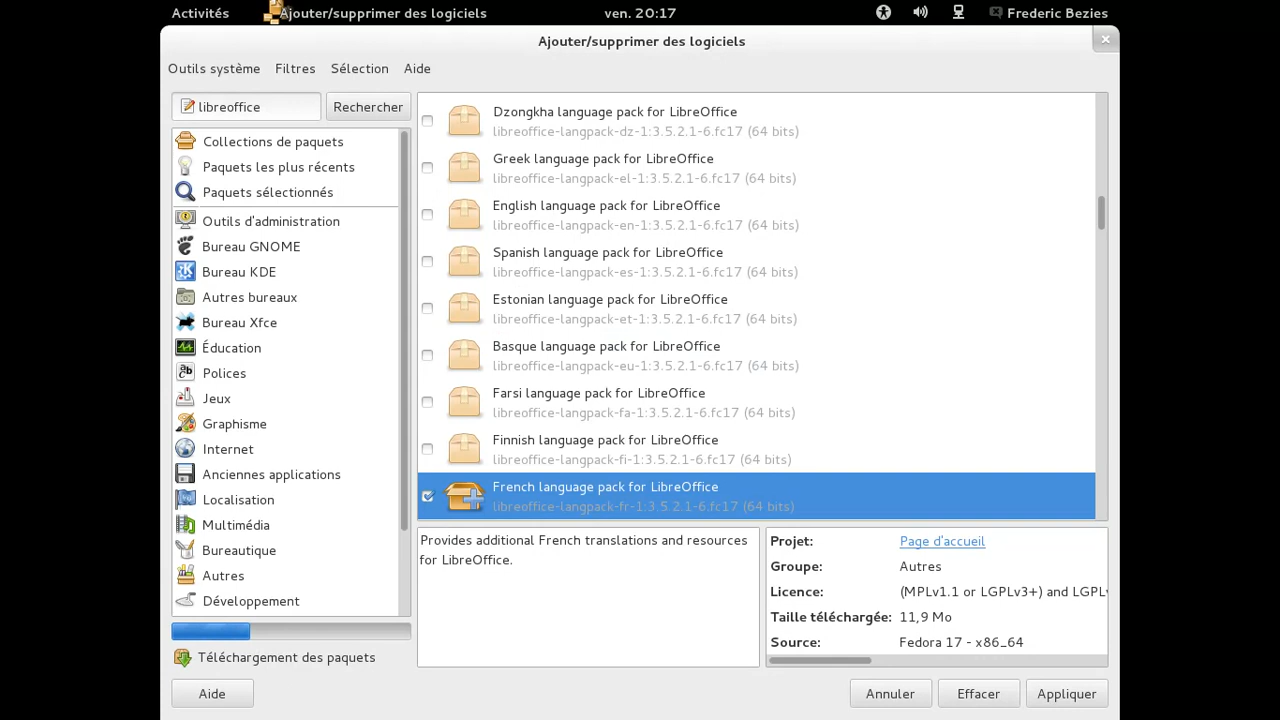 Activités
Ajouter/supprimer des logiciels
ven. 20:17
Frederic Bezies
Ajouter/supprimer des logiciels
Outils système
Filtres
Sélection
Aide
libreoffice
Rechercher
Collections de paquets
Paquets les plus récents
Paquets sélectionnés
Outils d'administration
Bureau GNOME
Bureau KDE
Autres bureaux
Bureau Xfce
Éducation
Polices
Jeux
Graphisme
Internet
Anciennes applications
Localisation
Multimédia
Bureautique
Autres
Développement
Téléchargement des paquets
Dzongkha language pack for LibreOffice
libreoffice-langpack-dz-1:3.5.2.1-6.fc17 (64 bits)
Greek language pack for LibreOffice
libreoffice-langpack-el-1:3.5.2.1-6.fc17 (64 bits)
English language pack for LibreOffice
libreoffice-langpack-en-1:3.5.2.1-6.fc17 (64 bits)
Spanish language pack for LibreOffice
libreoffice-langpack-es-1:3.5.2.1-6.fc17 (64 bits)
Estonian language pack for LibreOffice
libreoffice-langpack-et-1:3.5.2.1-6.fc17 (64 bits)
Basque language pack for LibreOffice
libreoffice-langpack-eu-1:3.5.2.1-6.fc17 (64 bits)
Farsi language pack for LibreOffice
libreoffice-langpack-fa-1:3.5.2.1-6.fc17 (64 bits)
Finnish language pack for LibreOffice
libreoffice-langpack-fi-1:3.5.2.1-6.fc17 (64 bits)
French language pack for LibreOffice
libreoffice-langpack-fr-1:3.5.2.1-6.fc17 (64 bits)
Provides additional French translations and resources
for LibreOffice.
Projet: Page d'accueil
Groupe: Autres
Licence: (MPLv1.1 or LGPLv3+) and LGPLv
Taille téléchargée: 11,9 Mo
Source: Fedora 17 - x86_64
Aide
Annuler
Effacer
Appliquer